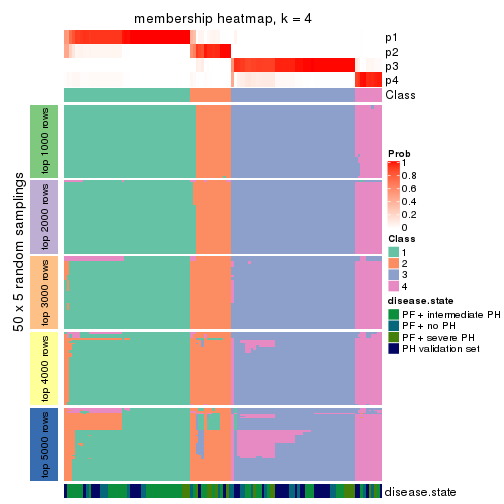 membership heatmap, k = 4
p1
p2
p3
p4
Class
50 x 5 random samplings
top 1000 rows
top 2000 rows
top 3000 rows
top 4000 rows
top 5000 rows
disease.state
Prob
1
0.8
0.6
0.4
0.2
0
Class
1
2
3
4
disease.state
PF + intermediate PH
PF + no PH
PF + severe PH
PH validation set